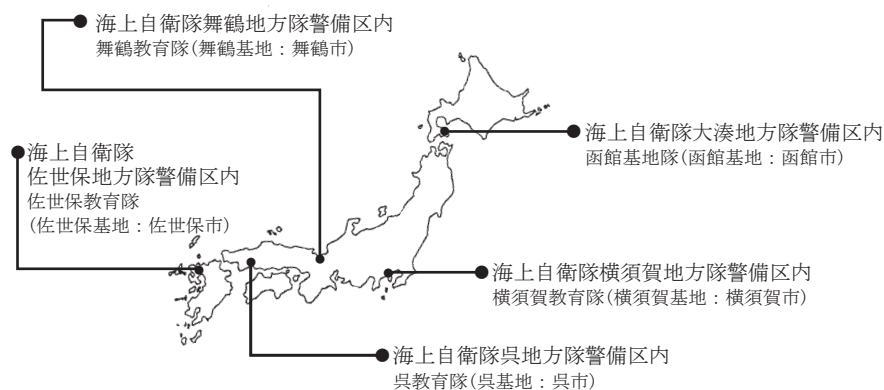 海上自衛隊舞鶴地方隊警備区内
舞鶴教育隊(舞鶴基地：舞鶴市)
海上自衛隊大湊地方隊警備区内
函館基地隊(函館基地：函館市)
海上自衛隊
佐世保地方隊警備区内
佐世保教育隊
(佐世保基地：佐世保市)
海上自衛隊横須賀地方隊警備区内
横須賀教育隊(横須賀基地：横須賀市)
海上自衛隊呉地方隊警備区内
呉教育隊(呉基地：呉市)